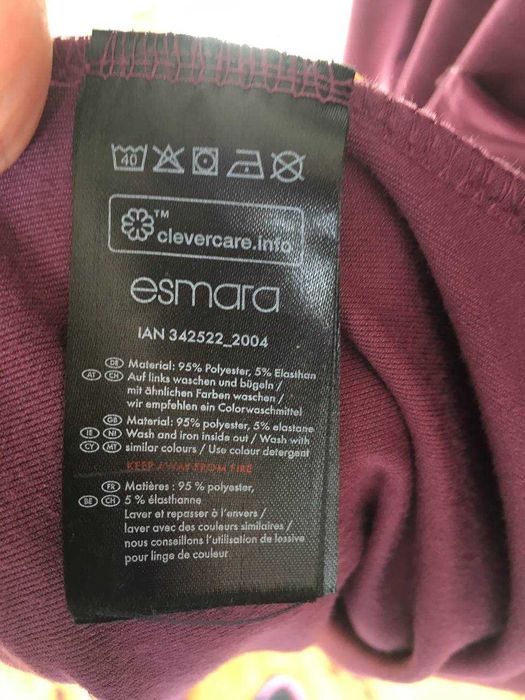 40
™
clevercare.info
esmara
IAN 342522_2004
DE Material: 95% Polyester, 5% Elasthan
AT CH Auf links waschen und bügeln /
mit ähnlichen Farben waschen /
wir empfehlen ein Colorwaschmittel
GB Material: 95% polyester, 5% elastane
IE NI Wash and iron inside out / Wash with
CY MT similar colours / Use colour detergent
KEEP AWAY FROM FIRE
FR Matières : 95 % polyester,
BE CH 5 % élasthanne
Laver et repasser à l'envers /
laver avec des couleurs similaires /
nous conseillons l'utilisation de lessive
pour linge de couleur